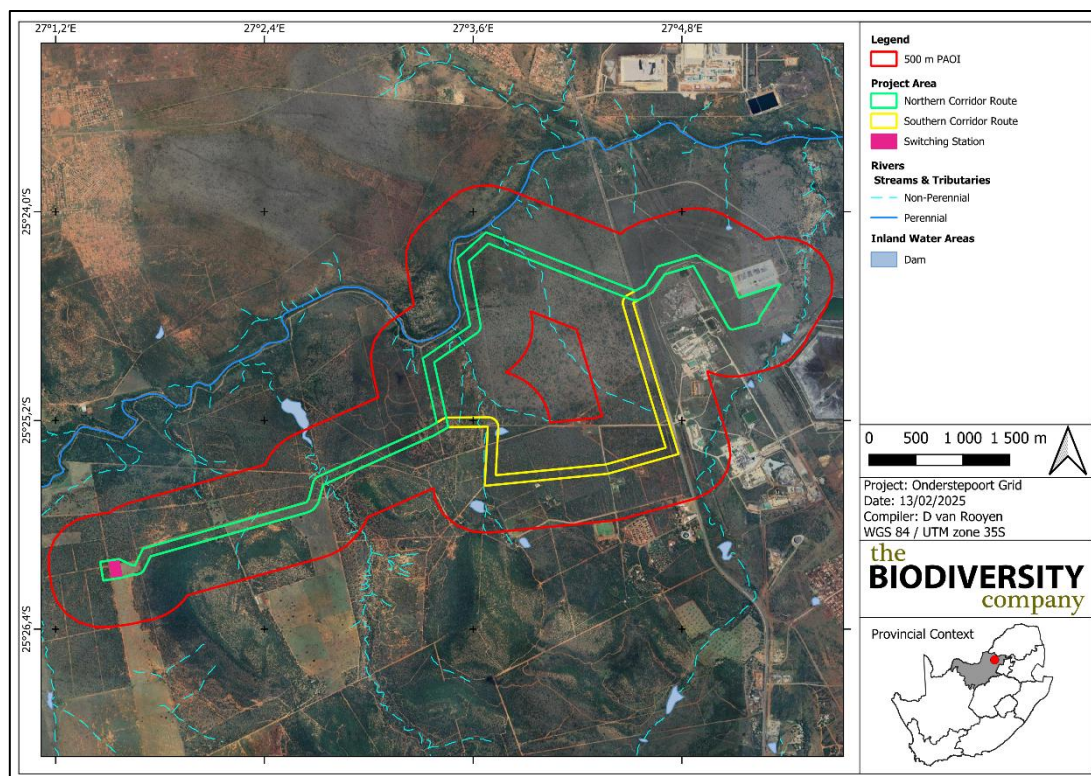 27°1,2'E 27°2,4'E 27°3,6'E 27°4,8'E
25°24,0'S
25°25,2'S
25°26,4'S
Legend
500 m PAOI
Project Area
Northern Corridor Route
Southern Corridor Route
Switching Station
Rivers
Streams & Tributaries
Non-Perennial
Perennial
Inland Water Areas
Dam
0 500 1 000 1 500 m
Project: Onderstepoort Grid
Date: 13/02/2025
Compiler: D van Rooyen
WGS 84 / UTM zone 35S
the
BIODIVERSITY
company
Provincial Context